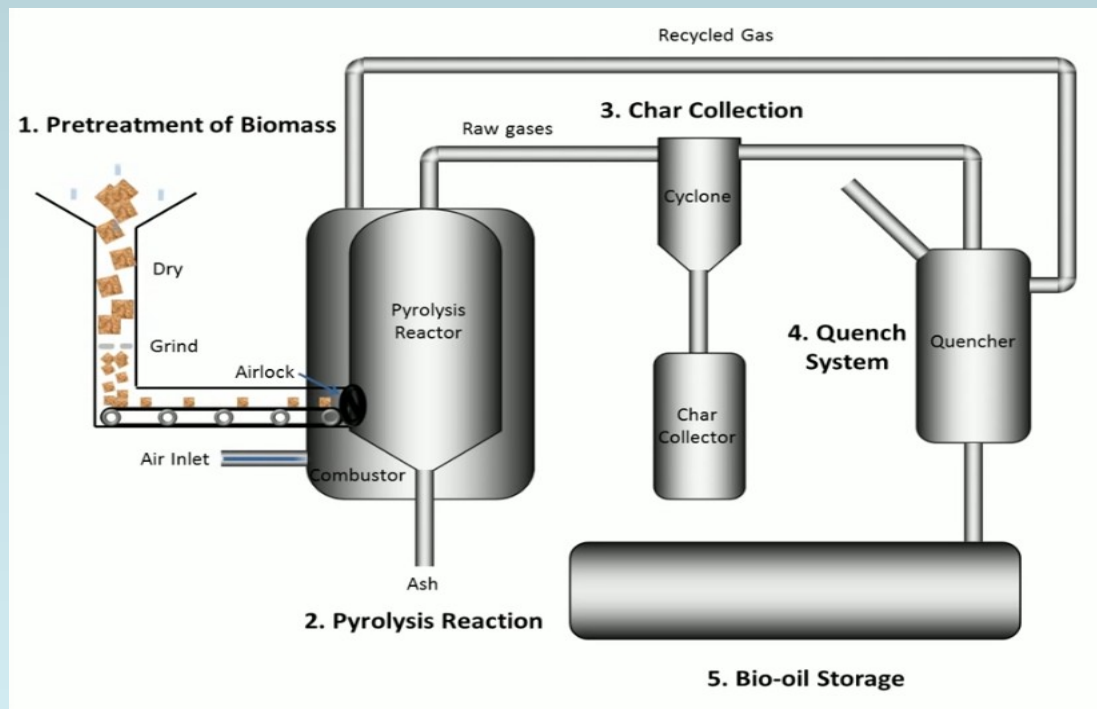 Recycled Gas
1. Pretreatment of Biomass
3. Char Collection
Raw gases
Cyclone
Dry
Pyrolysis
Reactor
Grind
4. Quench
System
Quencher
Airlock
Char
Collector
Air Inlet
Combustor
Ash
2. Pyrolysis Reaction
5. Bio-oil Storage